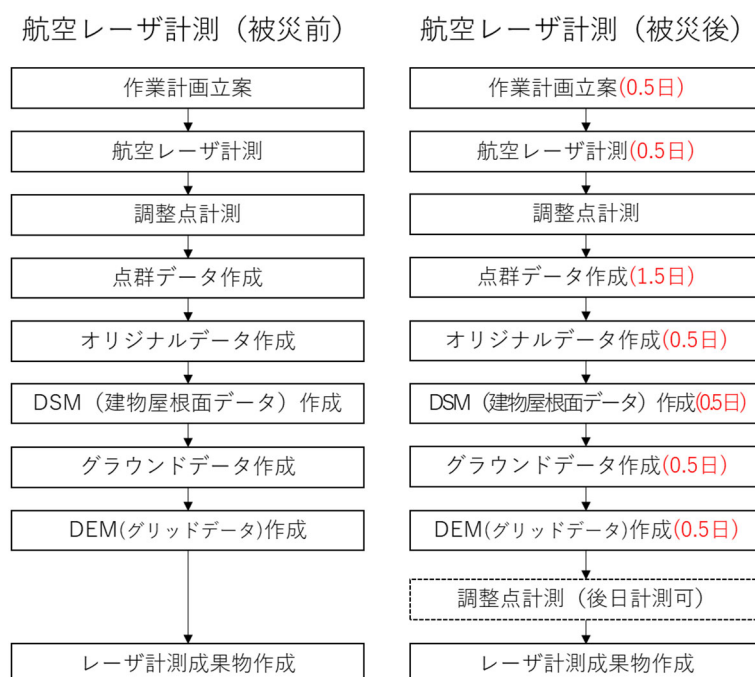 航空レーザ計測（被災前）
作業計画立案
航空レーザ計測
調整点計測
点群データ作成
オリジナルデータ作成
DSM（建物屋根面データ）作成
グラウンドデータ作成
DEM(グリッドデータ)作成
レーザ計測成果物作成
航空レーザ計測（被災後）
作業計画立案(0.5日)
航空レーザ計測(0.5日)
調整点計測
点群データ作成(1.5日)
オリジナルデータ作成(0.5日)
DSM（建物屋根面データ）作成(0.5日)
グラウンドデータ作成(0.5日)
DEM(グリッドデータ)作成(0.5日)
調整点計測（後日計測可）
レーザ計測成果物作成